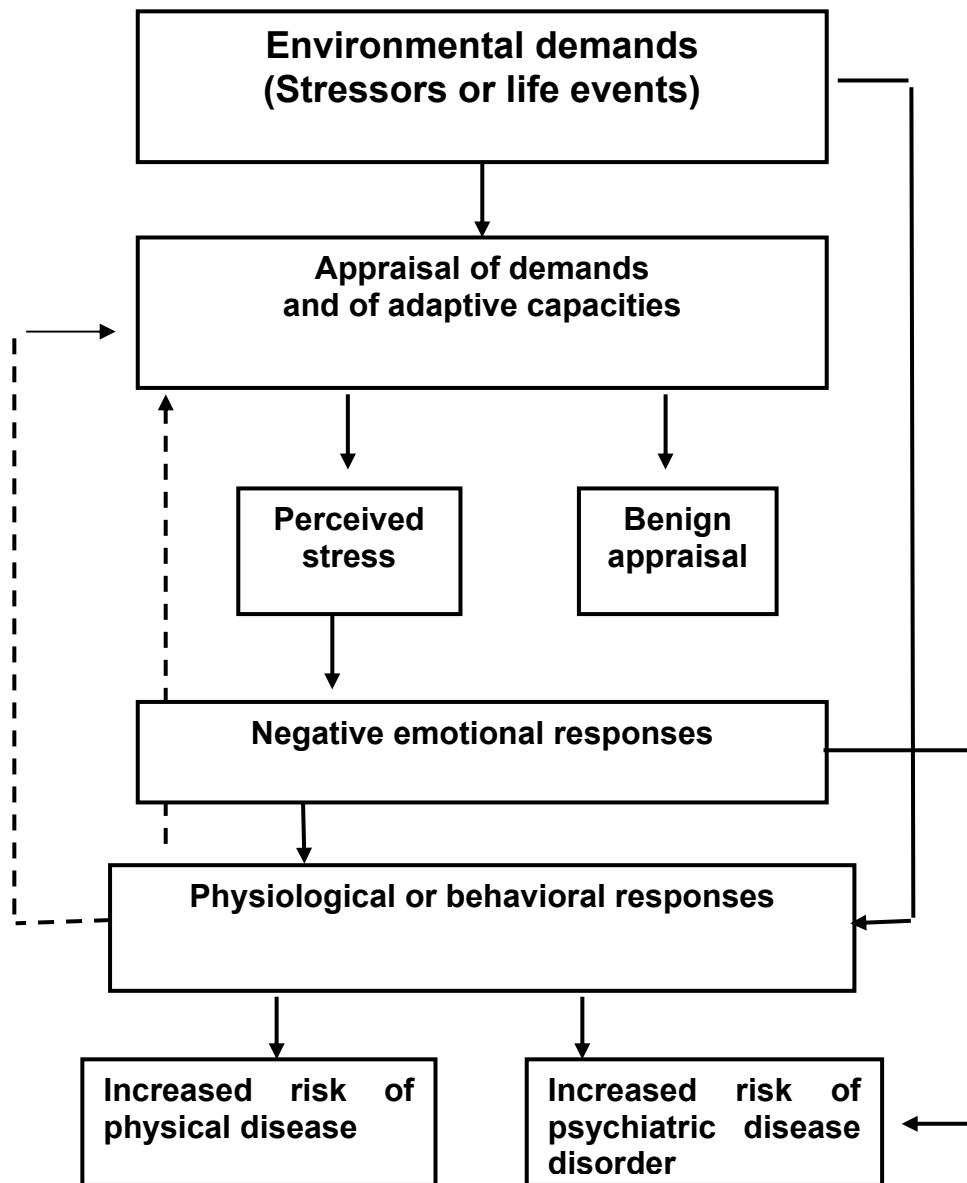 Environmental demands
(Stressors or life events)
Appraisal of demands
and of adaptive capacities
Perceived
stress
Benign
appraisal
Negative emotional responses
Physiological or behavioral responses
Increased risk of
physical disease
Increased risk of
psychiatric disease
disorder